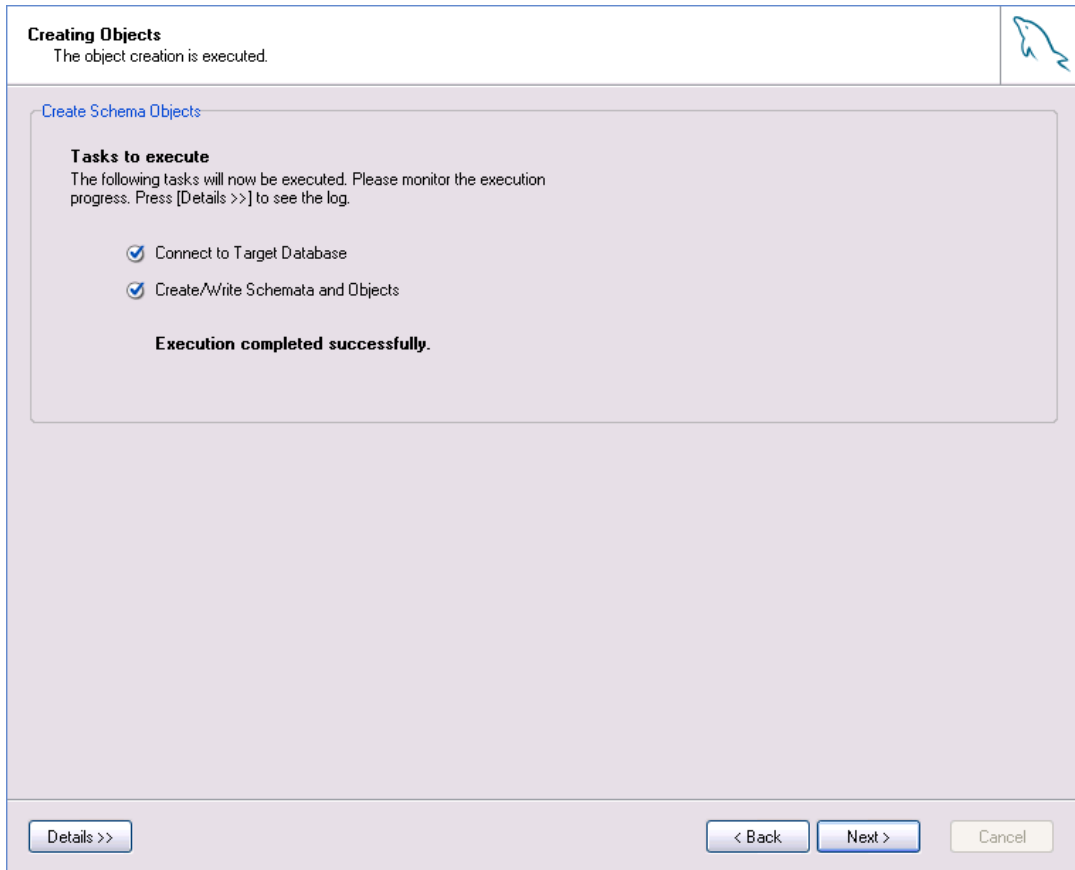 Creating Objects
The object creation is executed.
Create Schema Objects
Tasks to execute
The following tasks will now be executed. Please monitor the execution
progress. Press [Details >>] to see the log.
Connect to Target Database
Create/Write Schemata and Objects
Execution completed successfully.
Details >>
< Back
Next >
Cancel